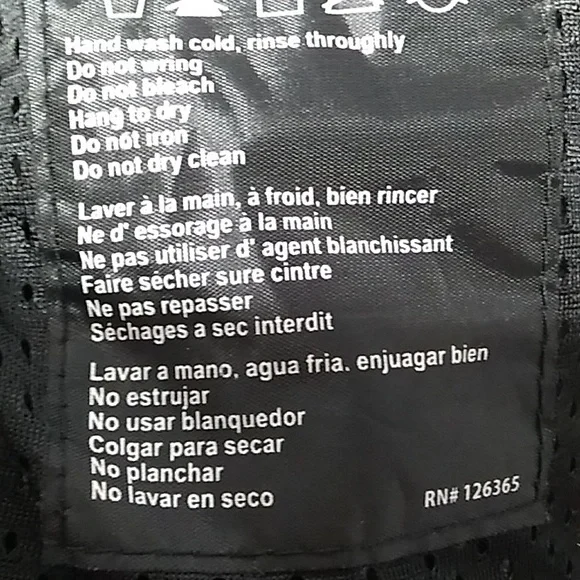 Hand wash cold, rinse throughly
Do not wring
Do not bleach
Hang to dry
Do not iron
Do not dry clean
Laver à la main, à froid, bien rincer
Ne d' essorage à la main
Ne pas utiliser d' agent blanchissant
Faire sécher sure cintre
Ne pas repasser
Séchages a sec interdit
Lavar a mano, agua fria. enjuagar bien
No estrujar
No usar blanquedor
Colgar para secar
No planchar
No lavar en seco
RN# 126365